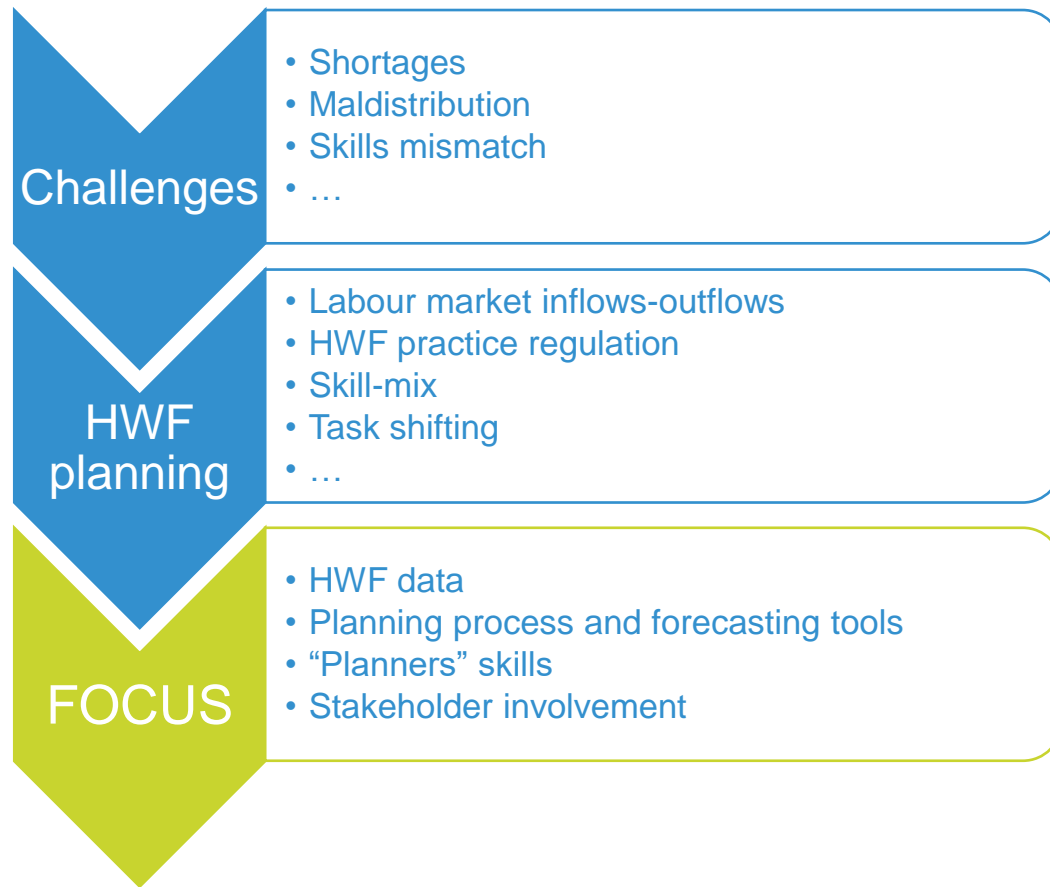 Challenges
• Shortages
• Maldistribution
• Skills mismatch
• …
HWF
planning
• Labour market inflows-outflows
• HWF practice regulation
• Skill-mix
• Task shifting
• …
FOCUS
• HWF data
• Planning process and forecasting tools
• “Planners” skills
• Stakeholder involvement